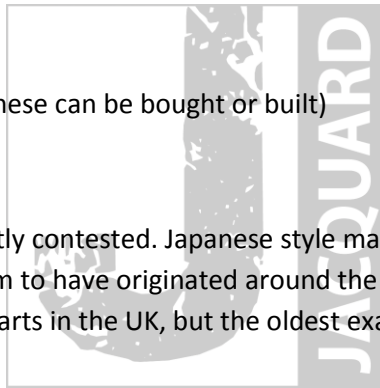 nese can be bought or built)
tly contested. Japanese style ma
m to have originated around the
arts in the UK, but the oldest exa
J
JACQUARD